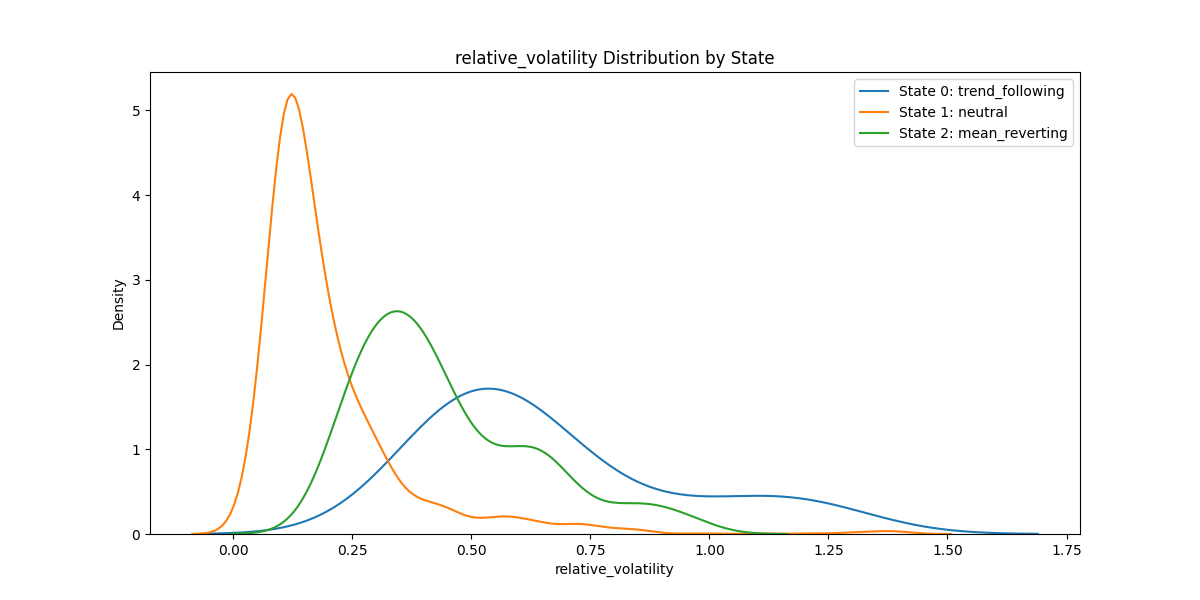 relative_volatility Distribution by State
State 0: trend_following
State 1: neutral
State 2: mean_reverting
Density
5
4
3
2
1
0
0.00 0.25 0.50 0.75 1.00 1.25 1.50 1.75
relative_volatility